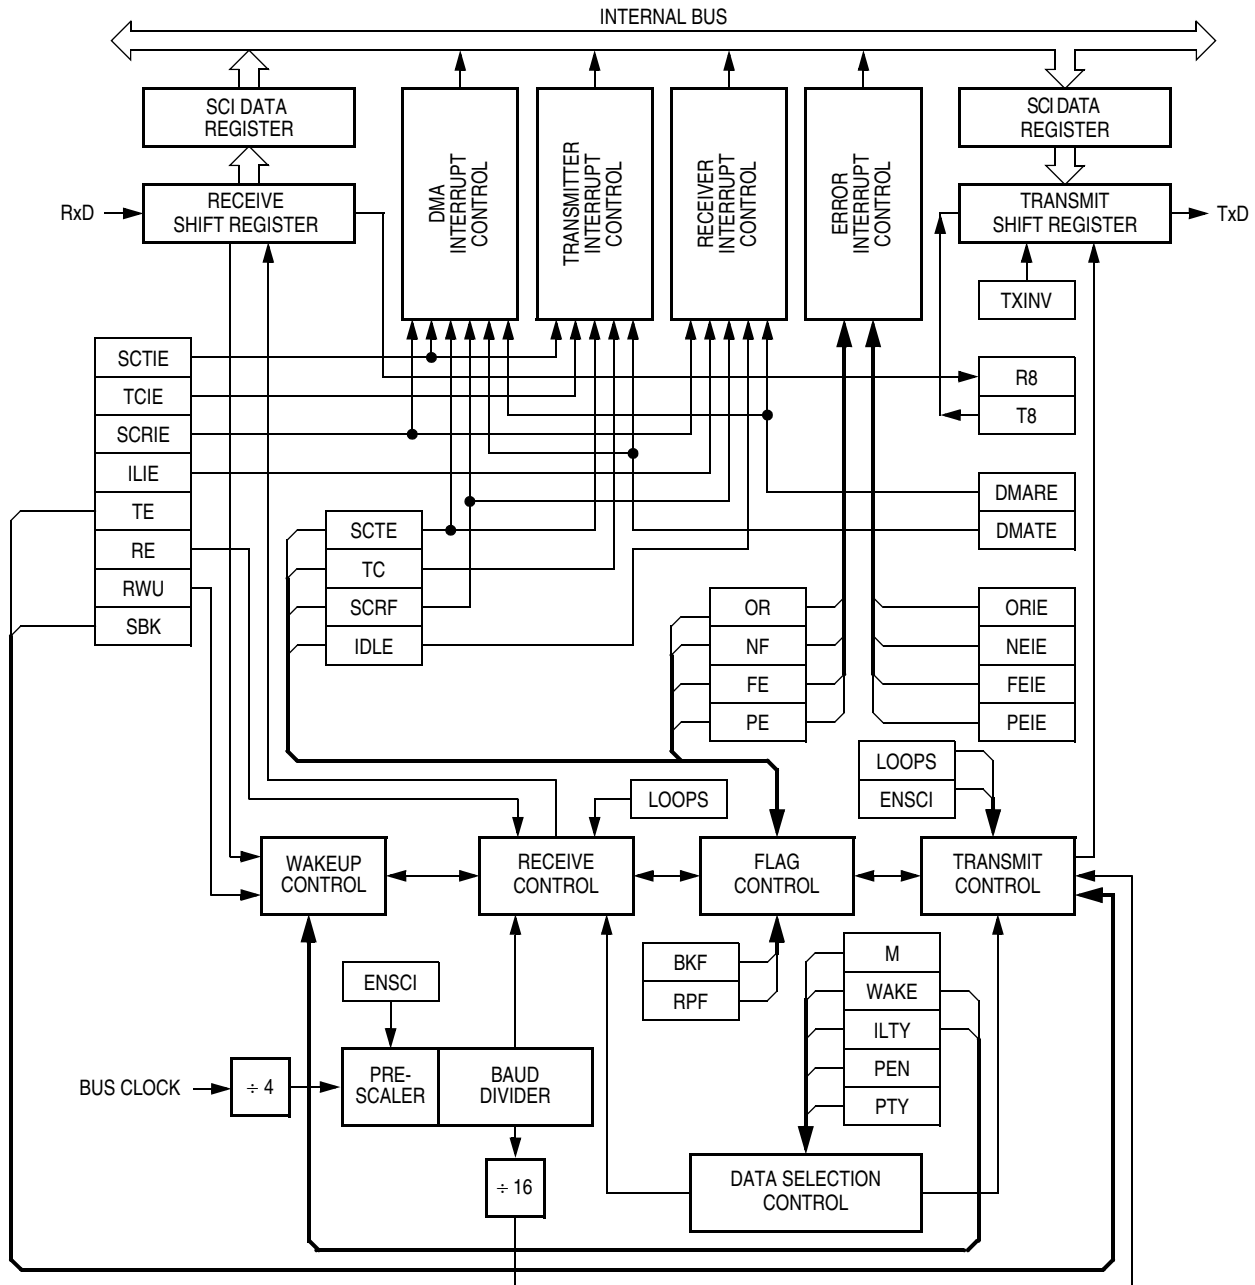 INTERNAL BUS
SCI DATA
REGISTER
RECEIVE
SHIFT REGISTER
RxD
DMA
INTERRUPT
CONTROL
TRANSMITTER
INTERRUPT
CONTROL
RECEIVER
INTERRUPT
CONTROL
ERROR
INTERRUPT
CONTROL
SCI DATA
REGISTER
TRANSMIT
SHIFT REGISTER
TxD
TXINV
SCTIE
TCIE
SCRIE
ILIE
TE
RE
RWU
SBK
R8
T8
DMARE
DMATE
SCTE
TC
SCRF
IDLE
OR
NF
FE
PE
ORIE
NEIE
FEIE
PEIE
LOOPS
ENSCI
LOOPS
WAKEUP
CONTROL
RECEIVE
CONTROL
FLAG
CONTROL
TRANSMIT
CONTROL
BKF
RPF
M
WAKE
ILTY
PEN
PTY
ENSCI
BUS CLOCK
÷ 4
PRE-
SCALER
BAUD
DIVIDER
÷ 16
DATA SELECTION
CONTROL